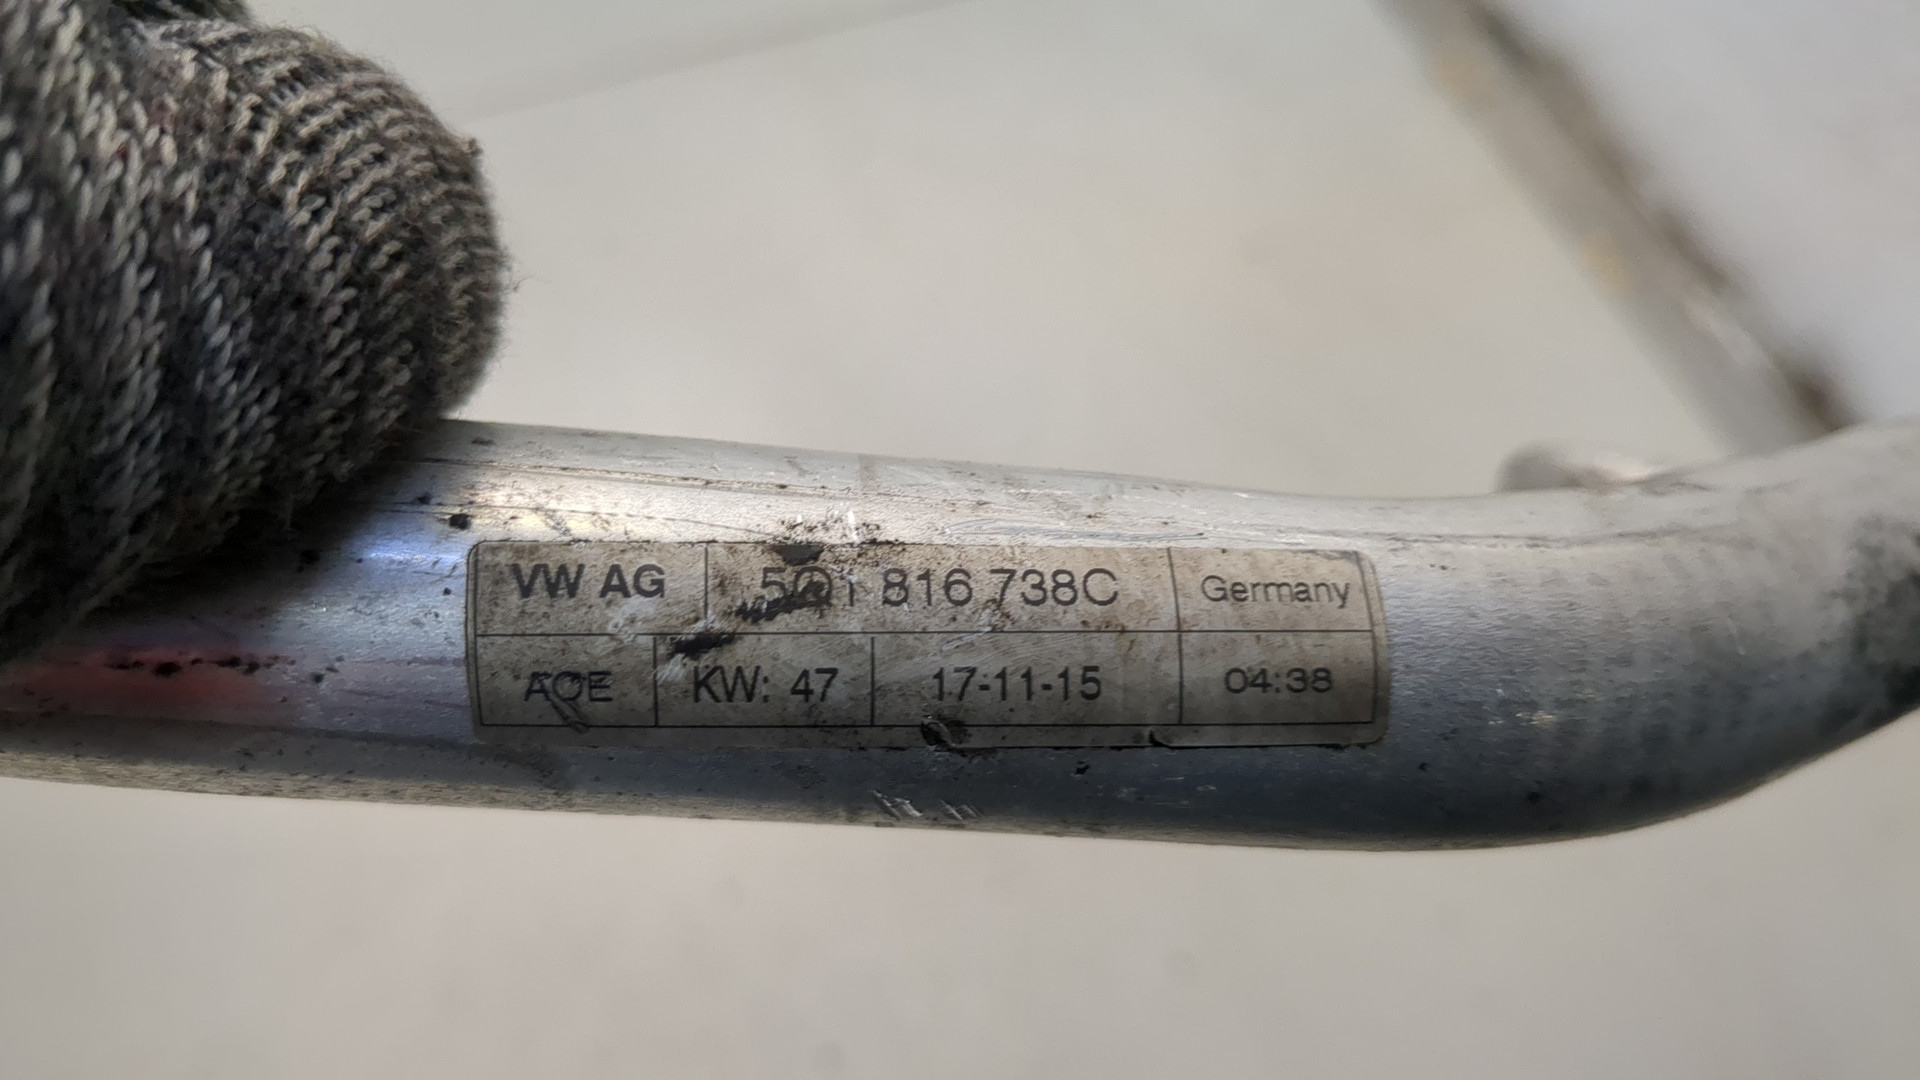 VW AG 5Q1 816 738C Germany
AOE KW: 47 17-11-15 04:38